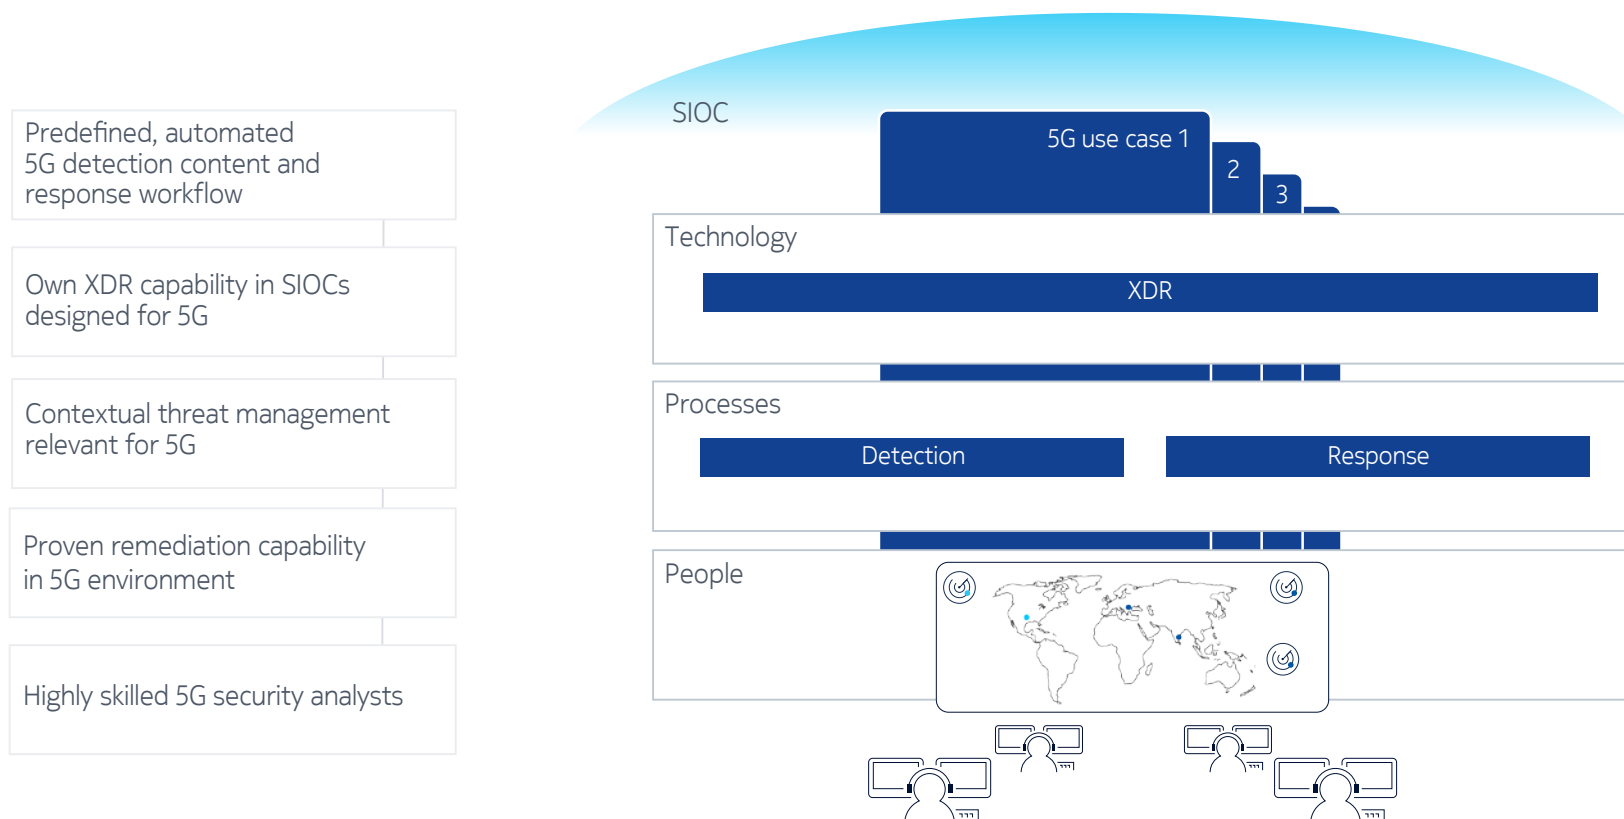 Predefined, automated
5G detection content and
response workflow
Own XDR capability in SIOCs
designed for 5G
Contextual threat management
relevant for 5G
Proven remediation capability
in 5G environment
Highly skilled 5G security analysts
SIOC
5G use case 1
2
3
Technology
XDR
Processes
Detection
Response
People